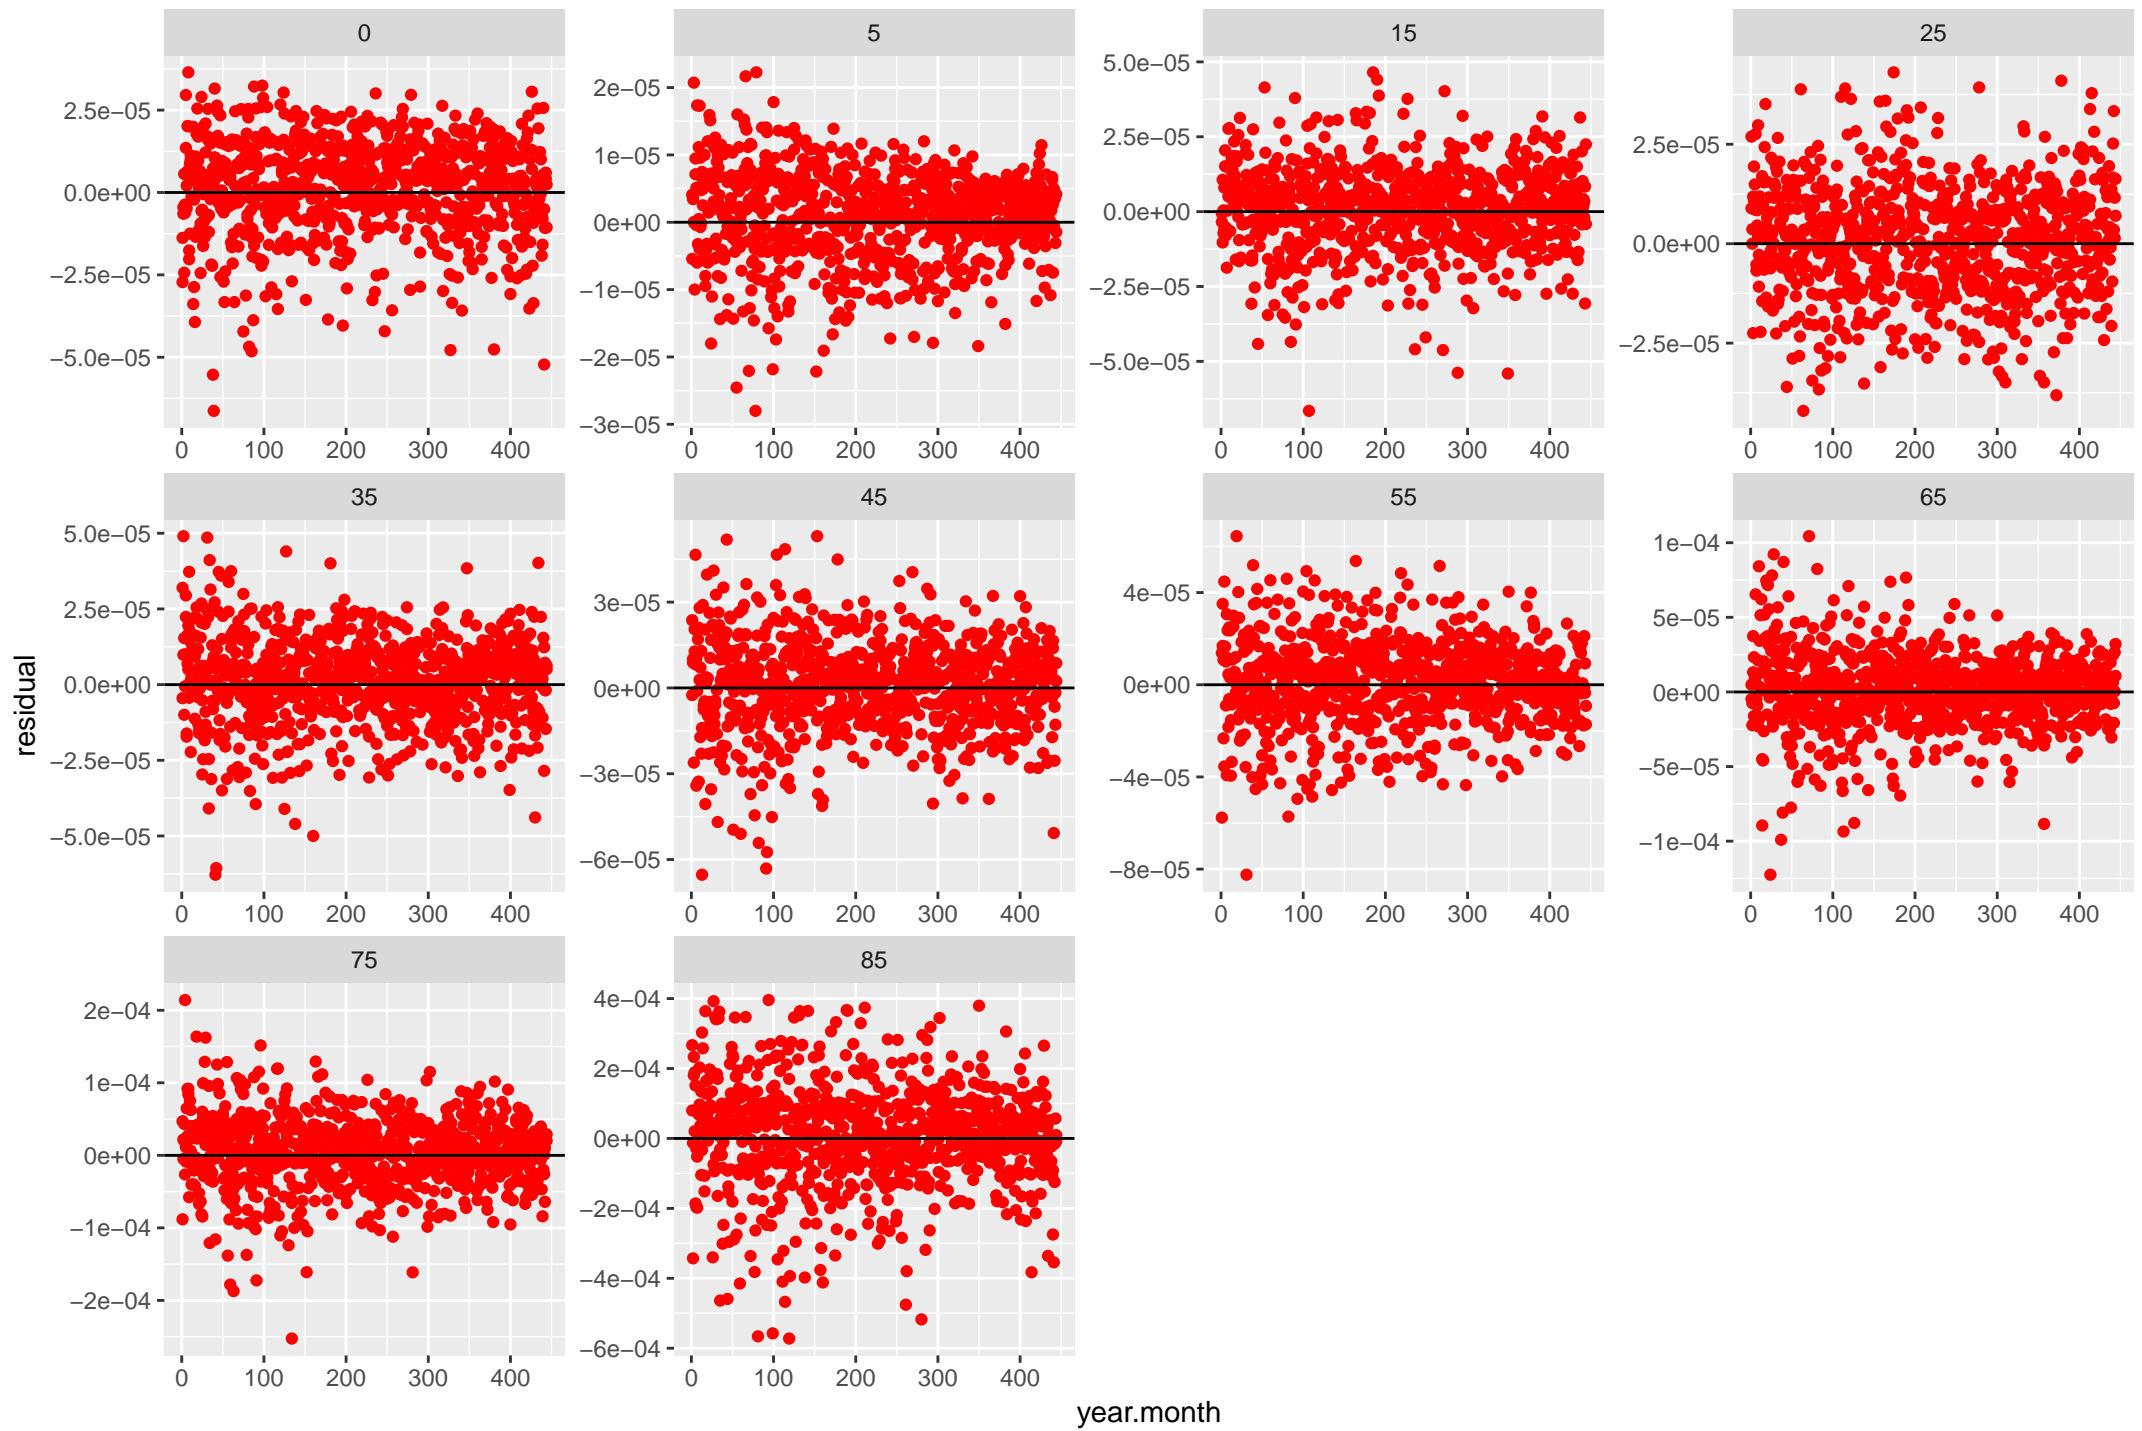 0 5 15 25
2.5e−05
0.0e+00
−2.5e−05
−5.0e−05
2e−05
1e−05
0e+00
−1e−05
−2e−05
−3e−05
5.0e−05
2.5e−05
0.0e+00
−2.5e−05
−5.0e−05
2.5e−05
0.0e+00
−2.5e−05
0 100 200 300 400 0 100 200 300 400 0 100 200 300 400 0 100 200 300 400
35 45 55 65
5.0e−05
2.5e−05
0.0e+00
−2.5e−05
−5.0e−05
3e−05
0e+00
−3e−05
−6e−05
4e−05
0e+00
−4e−05
−8e−05
1e−04
5e−05
0e+00
−5e−05
−1e−04
0 100 200 300 400 0 100 200 300 400 0 100 200 300 400 0 100 200 300 400
residual
75 85
2e−04
1e−04
0e+00
−1e−04
−2e−04
4e−04
2e−04
0e+00
−2e−04
−4e−04
−6e−04
0 100 200 300 400 0 100 200 300 400
year.month